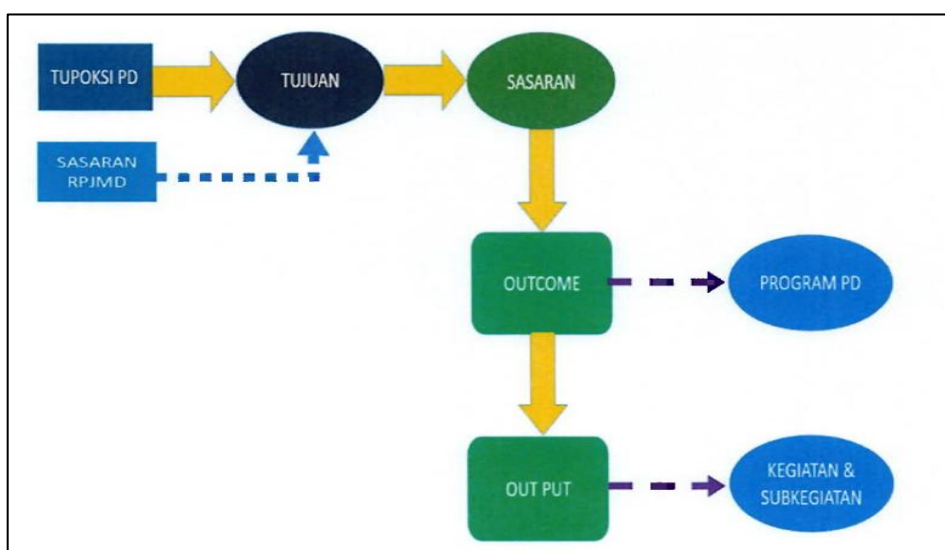 TUPOKSI PD
TUJUAN
SASARAN
SASARAN
RPJMD
OUTCOME
PROGRAM PD
OUT PUT
KEGIATAN &
SUBKEGIATAN